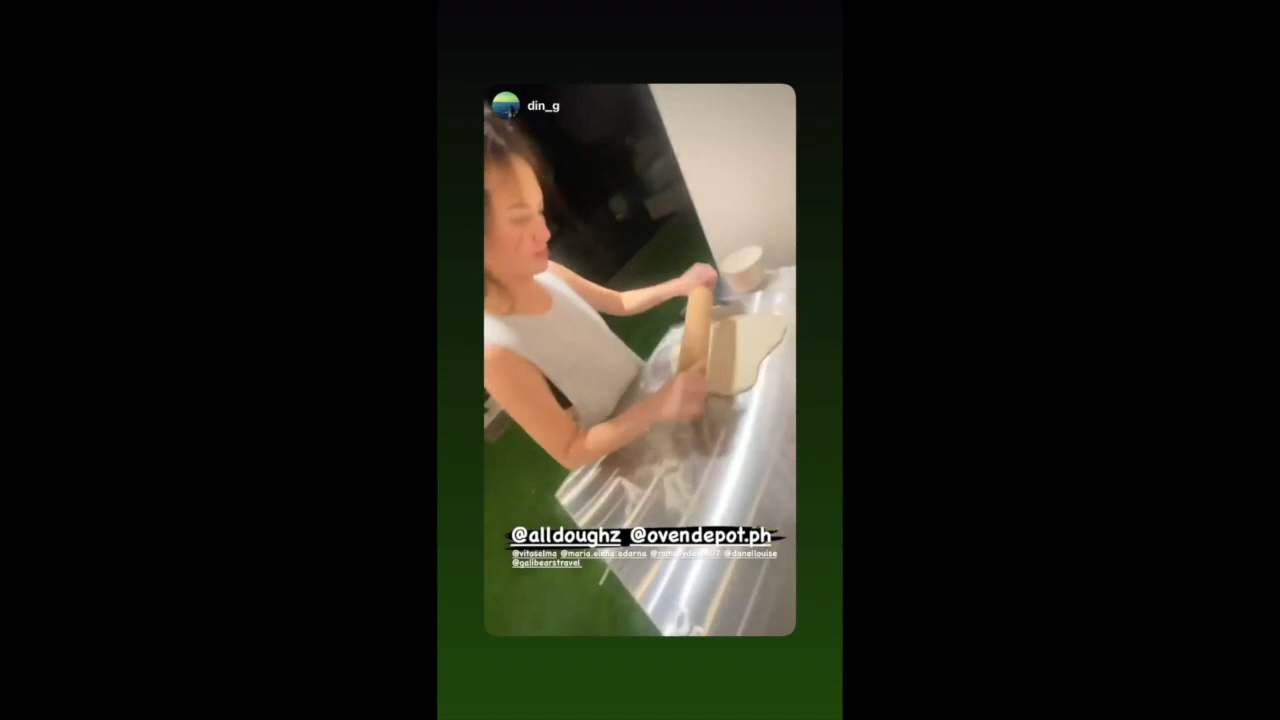 din_g
@alldoughz @ovendepot.ph
@vitoselma @maria.elena.adarna @danellouise
@galibearstravel